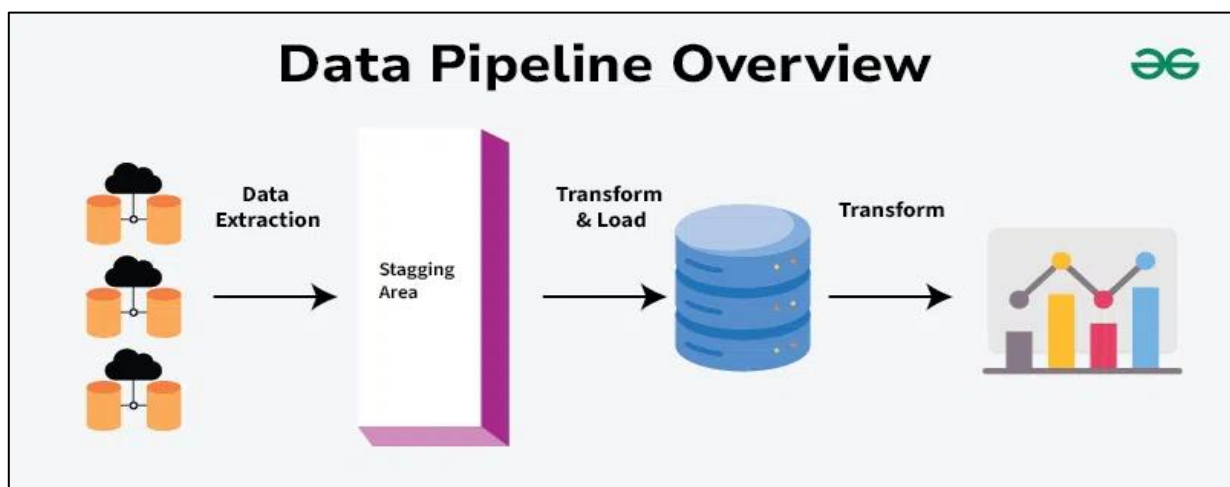 Data Pipeline Overview
Data
Extraction
Stagging
Area
Transform
& Load
Transform